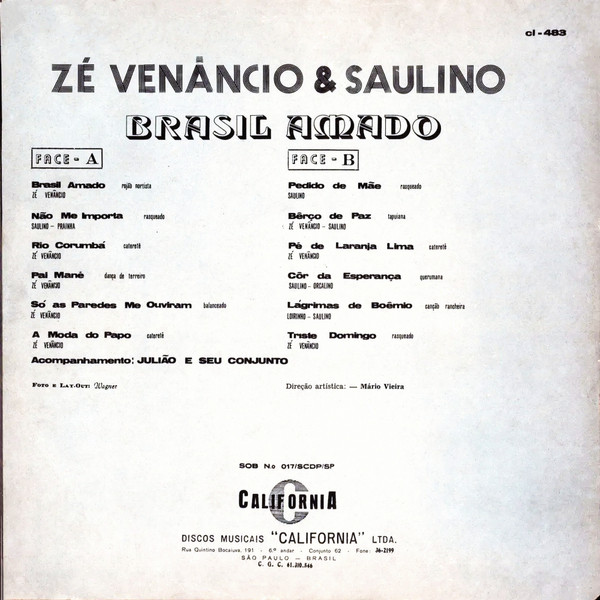 cl - 483
ZÉ VENÂNCIO & SAULINO
BRASIL AMADO
FACE - A
Brasil Amado rojão nortista
ZÉ VENÂNCIO
Não Me Importa rasqueado
SAULINO - PRAINHA
Rio Corumbá cateretê
ZÉ VENÂNCIO
Pai Mané dança de terreiro
ZÉ VENÂNCIO
Só as Paredes Me Ouviram balanceado
ZÉ VENÂNCIO
A Moda do Papo cateretê
ZÉ VENÂNCIO
Acompanhamento: JULIÃO E SEU CONJUNTO
FOTO E LAY-OUT: Wagner
FACE - B
Pedido de Mãe rasqueado
SAULINO
Bêrço de Paz tapuiana
ZÉ VENÂNCIO - SAULINO
Pé de Laranja Lima cateretê
ZÉ VENÂNCIO
Côr da Esperança querumana
SAULINO - ORCALINO
Lágrimas de Boêmio canção rancheira
LOIRINHO - SAULINO
Triste Domingo rasqueado
ZÉ VENÂNCIO
Direção artística: — Mário Vieira
SOB N.o 017/SCDP/SP
CALIFORNIA
DISCOS MUSICAIS "CALIFORNIA" LTDA.
Rua Quintino Bocaiuva, 191 - 6.º andar - Conjunto 62 - Fone: 36-2199
SÃO PAULO — BRASIL
C. G. C. 61.310.846